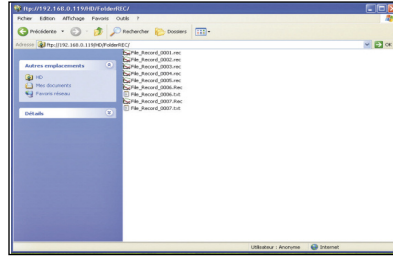 ftp://192.168.0.119/HD/FolderREC/
Fichier Edition Affichage Favoris Outils ?
Précédente Rechercher Dossiers
Adresse ftp://192.168.0.119/HD/FolderREC/ OK
Autres emplacements
HD
Mes documents
Favoris réseau
Détails
File_Record_0001.rec
File_Record_0002.rec
File_Record_0003.rec
File_Record_0004.rec
File_Record_0005.rec
File_Record_0006.Rec
File_Record_0006.txt
File_Record_0007.Rec
File_Record_0007.txt
Utilisateur : Anonyme Internet